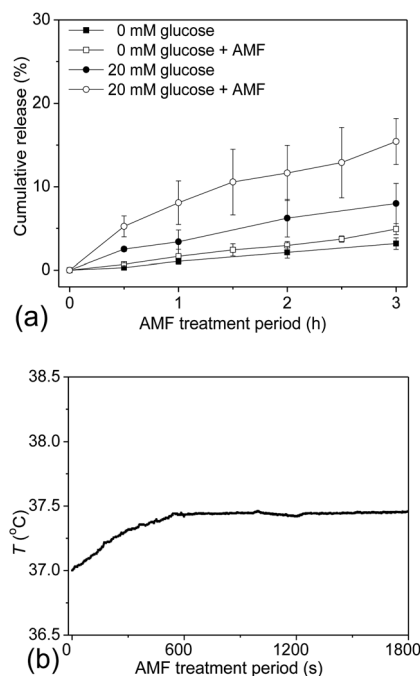 0 mM glucose
0 mM glucose + AMF
20 mM glucose
20 mM glucose + AMF
30
20
10
0
Cumulative release (%)
0 1 2 3
AMF treatment period (h)
(a)
38.5
38.0
37.5
37.0
36.5
T (°C)
0 600 1200 1800
AMF treatment period (s)
(b)